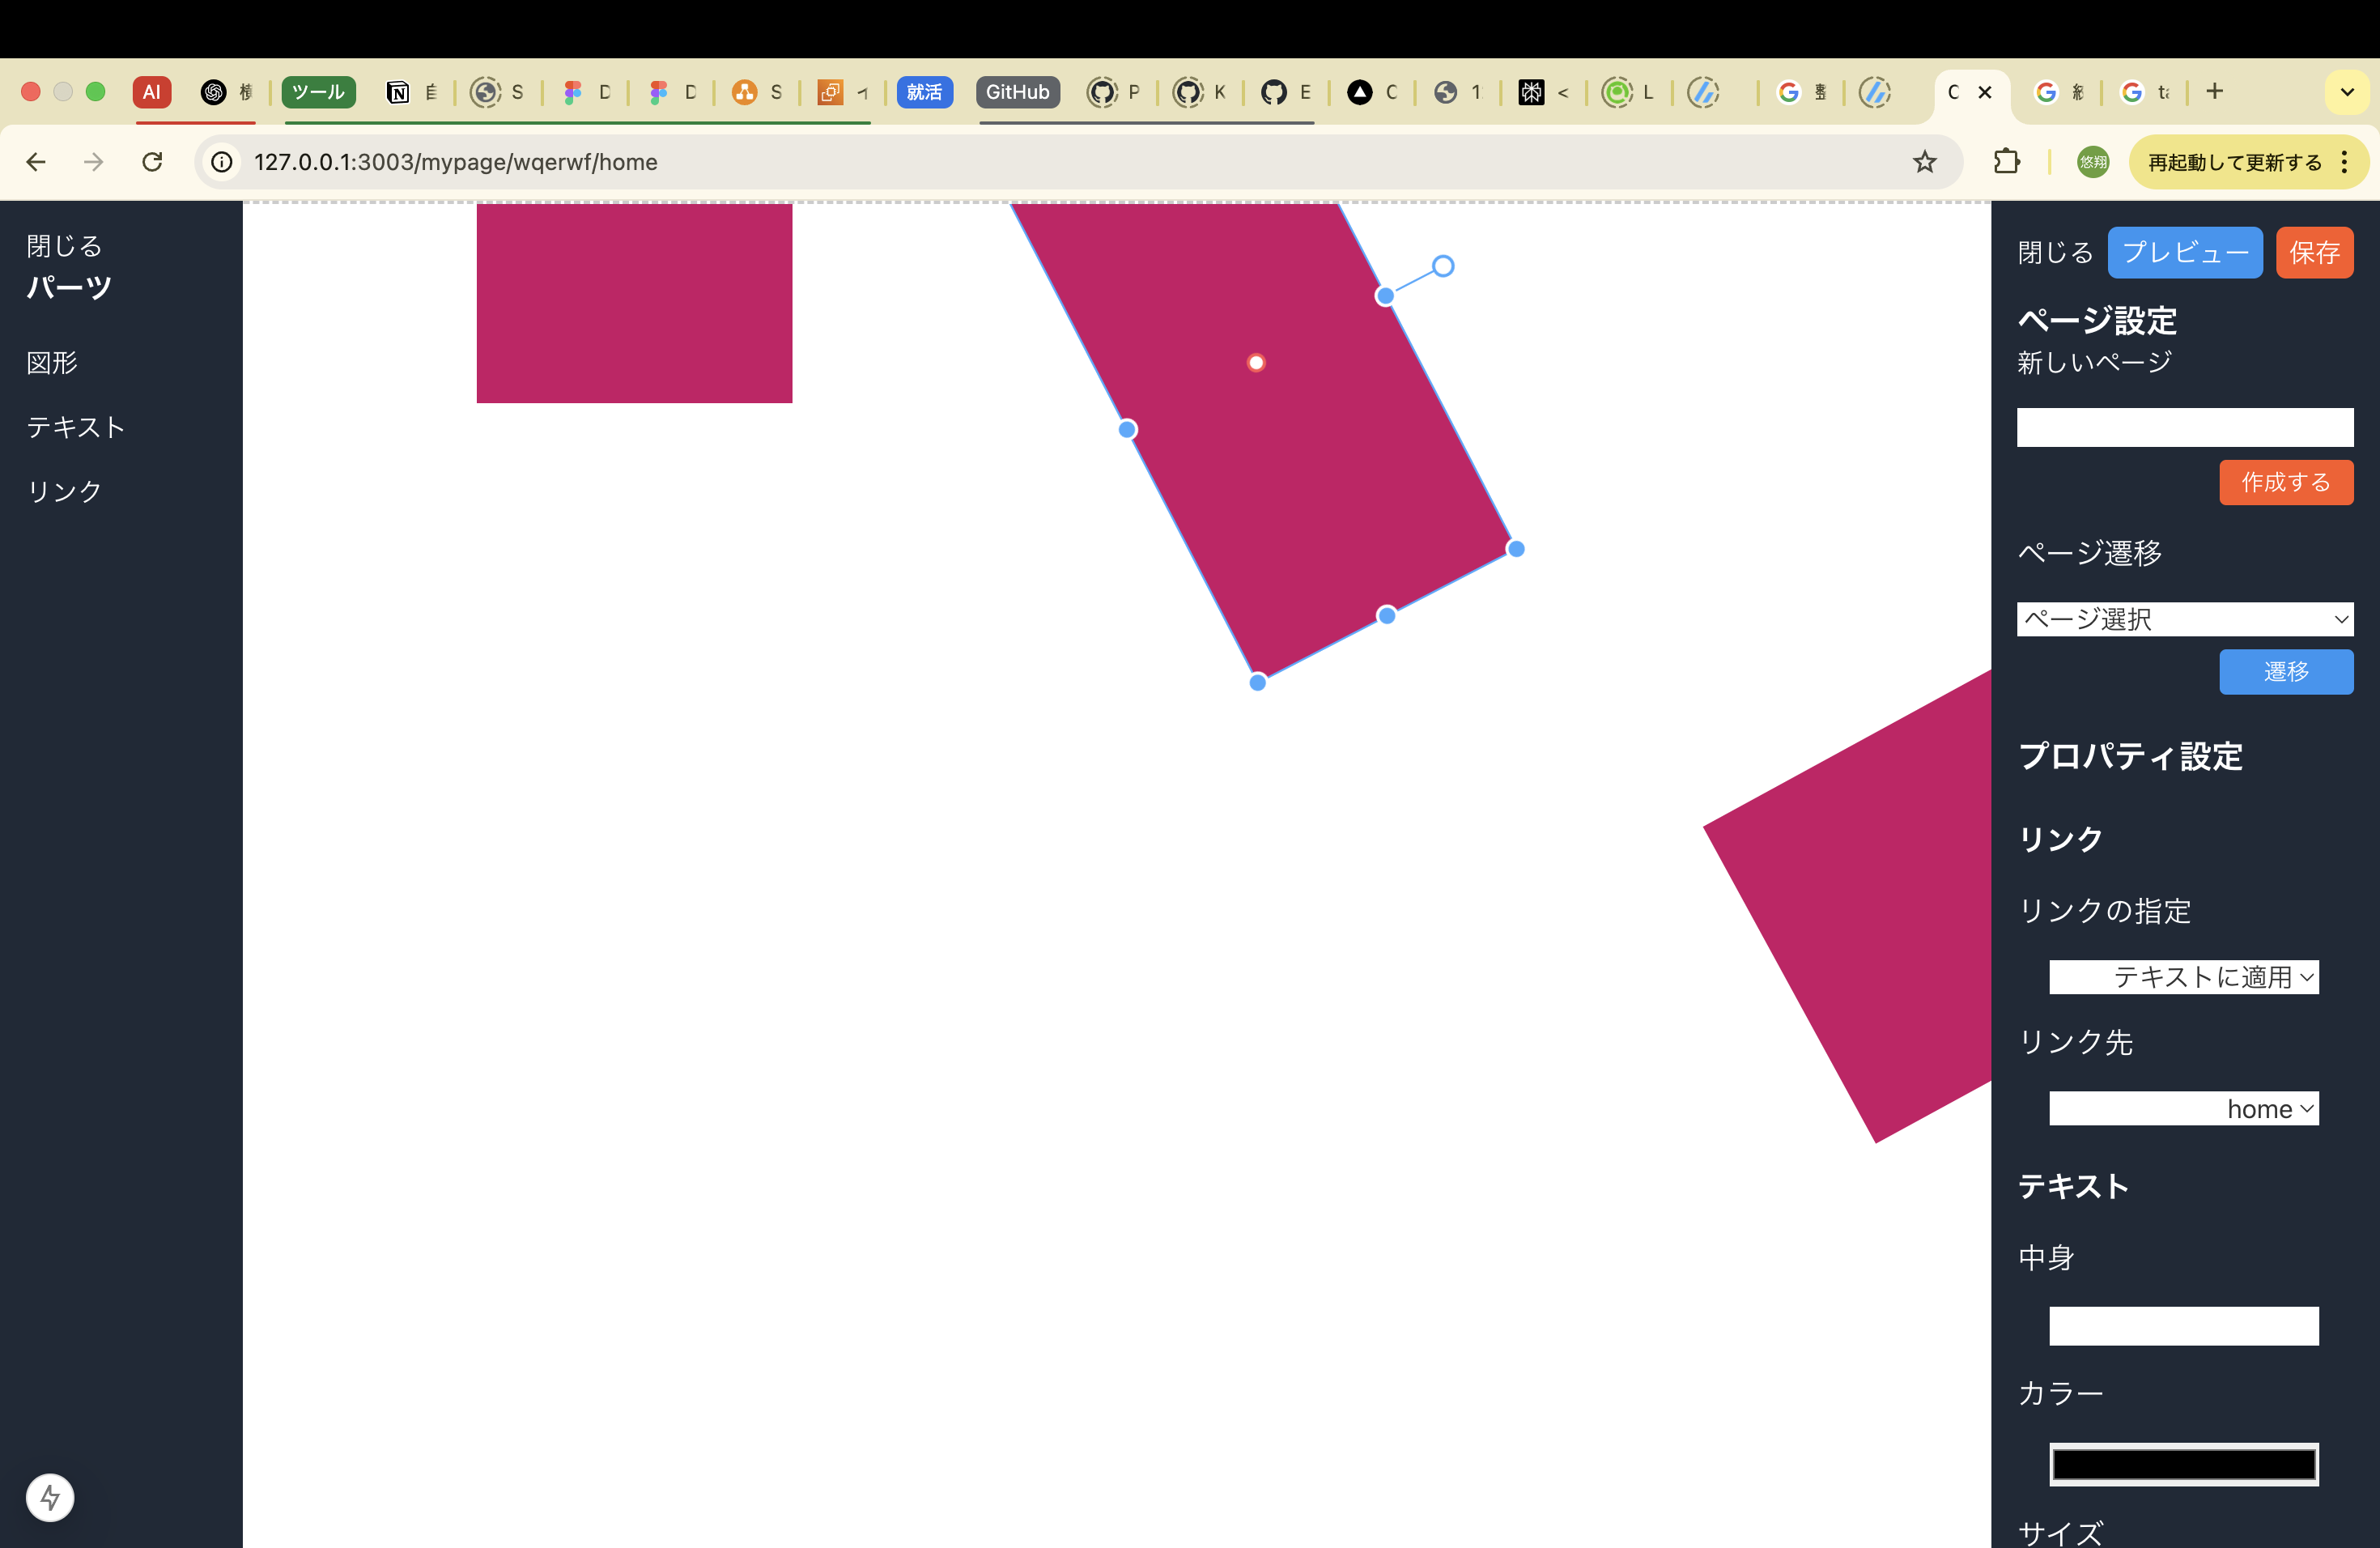 AI
ツール
S
D
D
S
就活
GitHub
P
K
E
C
1
<
L
C
127.0.0.1:3003/mypage/wqerwf/home
悠翔
再起動して更新する
閉じる
パーツ
図形
テキスト
リンク
閉じる
プレビュー
保存
ページ設定
新しいページ
作成する
ページ遷移
ページ選択
遷移
プロパティ設定
リンク
リンクの指定
テキストに適用
リンク先
home
テキスト
中身
カラー
サイズ